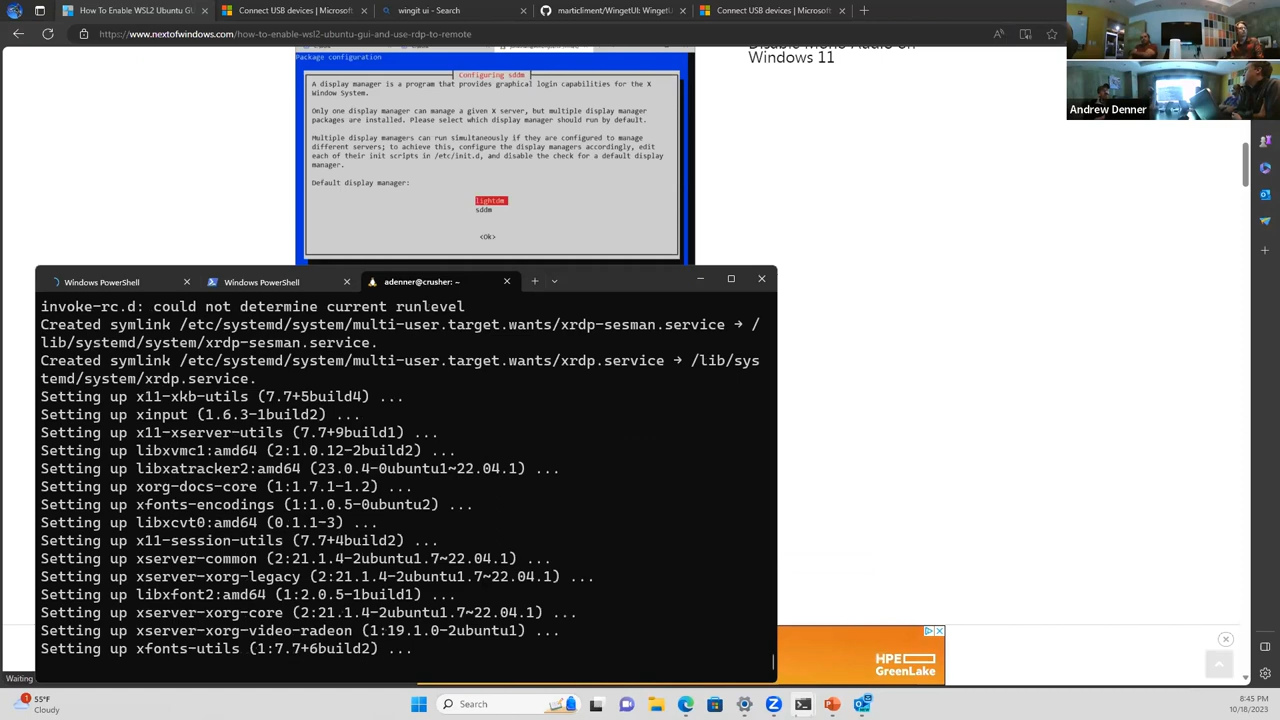 How To Enable WSL2 Ubuntu GU
Connect USB devices | Microsoft L
wingit ui - Search
marticliment/WingetUI: WingetU
Connect USB devices | Microsoft L
https://www.nextofwindows.com/how-to-enable-wsl2-ubuntu-gui-and-use-rdp-to-remote
Andrew Denner
Disable Mono Audio on
Windows 11
Package configuration
Configuring sddm
A display manager is a program that provides graphical login capabilities for the X
Window System.
Only one display manager can manage a given X server, but multiple display manager
packages are installed. Please select which display manager should run by default.
Multiple display managers can run simultaneously if they are configured to manage
different servers; to achieve this, configure the display managers accordingly, edit
each of their init scripts in /etc/init.d, and disable the check for a default display
manager.
Default display manager:
lightdm
sddm
<Ok>
Windows PowerShell
Windows PowerShell
adenner@crusher: ~
invoke-rc.d: could not determine current runlevel
Created symlink /etc/systemd/system/multi-user.target.wants/xrdp-sesman.service → /
lib/systemd/system/xrdp-sesman.service.
Created symlink /etc/systemd/system/multi-user.target.wants/xrdp.service → /lib/sys
temd/system/xrdp.service.
Setting up x11-xkb-utils (7.7+5build4) ...
Setting up xinput (1.6.3-1build2) ...
Setting up x11-xserver-utils (7.7+9build1) ...
Setting up libxvmc1:amd64 (2:1.0.12-2build2) ...
Setting up libxatracker2:amd64 (23.0.4-0ubuntu1~22.04.1) ...
Setting up xorg-docs-core (1:1.7.1-1.2) ...
Setting up xfonts-encodings (1:1.0.5-0ubuntu2) ...
Setting up libxcvt0:amd64 (0.1.1-3) ...
Setting up x11-session-utils (7.7+4build2) ...
Setting up xserver-common (2:21.1.4-2ubuntu1.7~22.04.1) ...
Setting up xserver-xorg-legacy (2:21.1.4-2ubuntu1.7~22.04.1) ...
Setting up libxfont2:amd64 (1:2.0.5-1build1) ...
Setting up xserver-xorg-core (2:21.1.4-2ubuntu1.7~22.04.1) ...
Setting up xserver-xorg-video-radeon (1:19.1.0-2ubuntu1) ...
Setting up xfonts-utils (1:7.7+6build2) ...
HPE
GreenLake
Waiting
1
55°F
Cloudy
Search
8:45 PM
10/18/2023